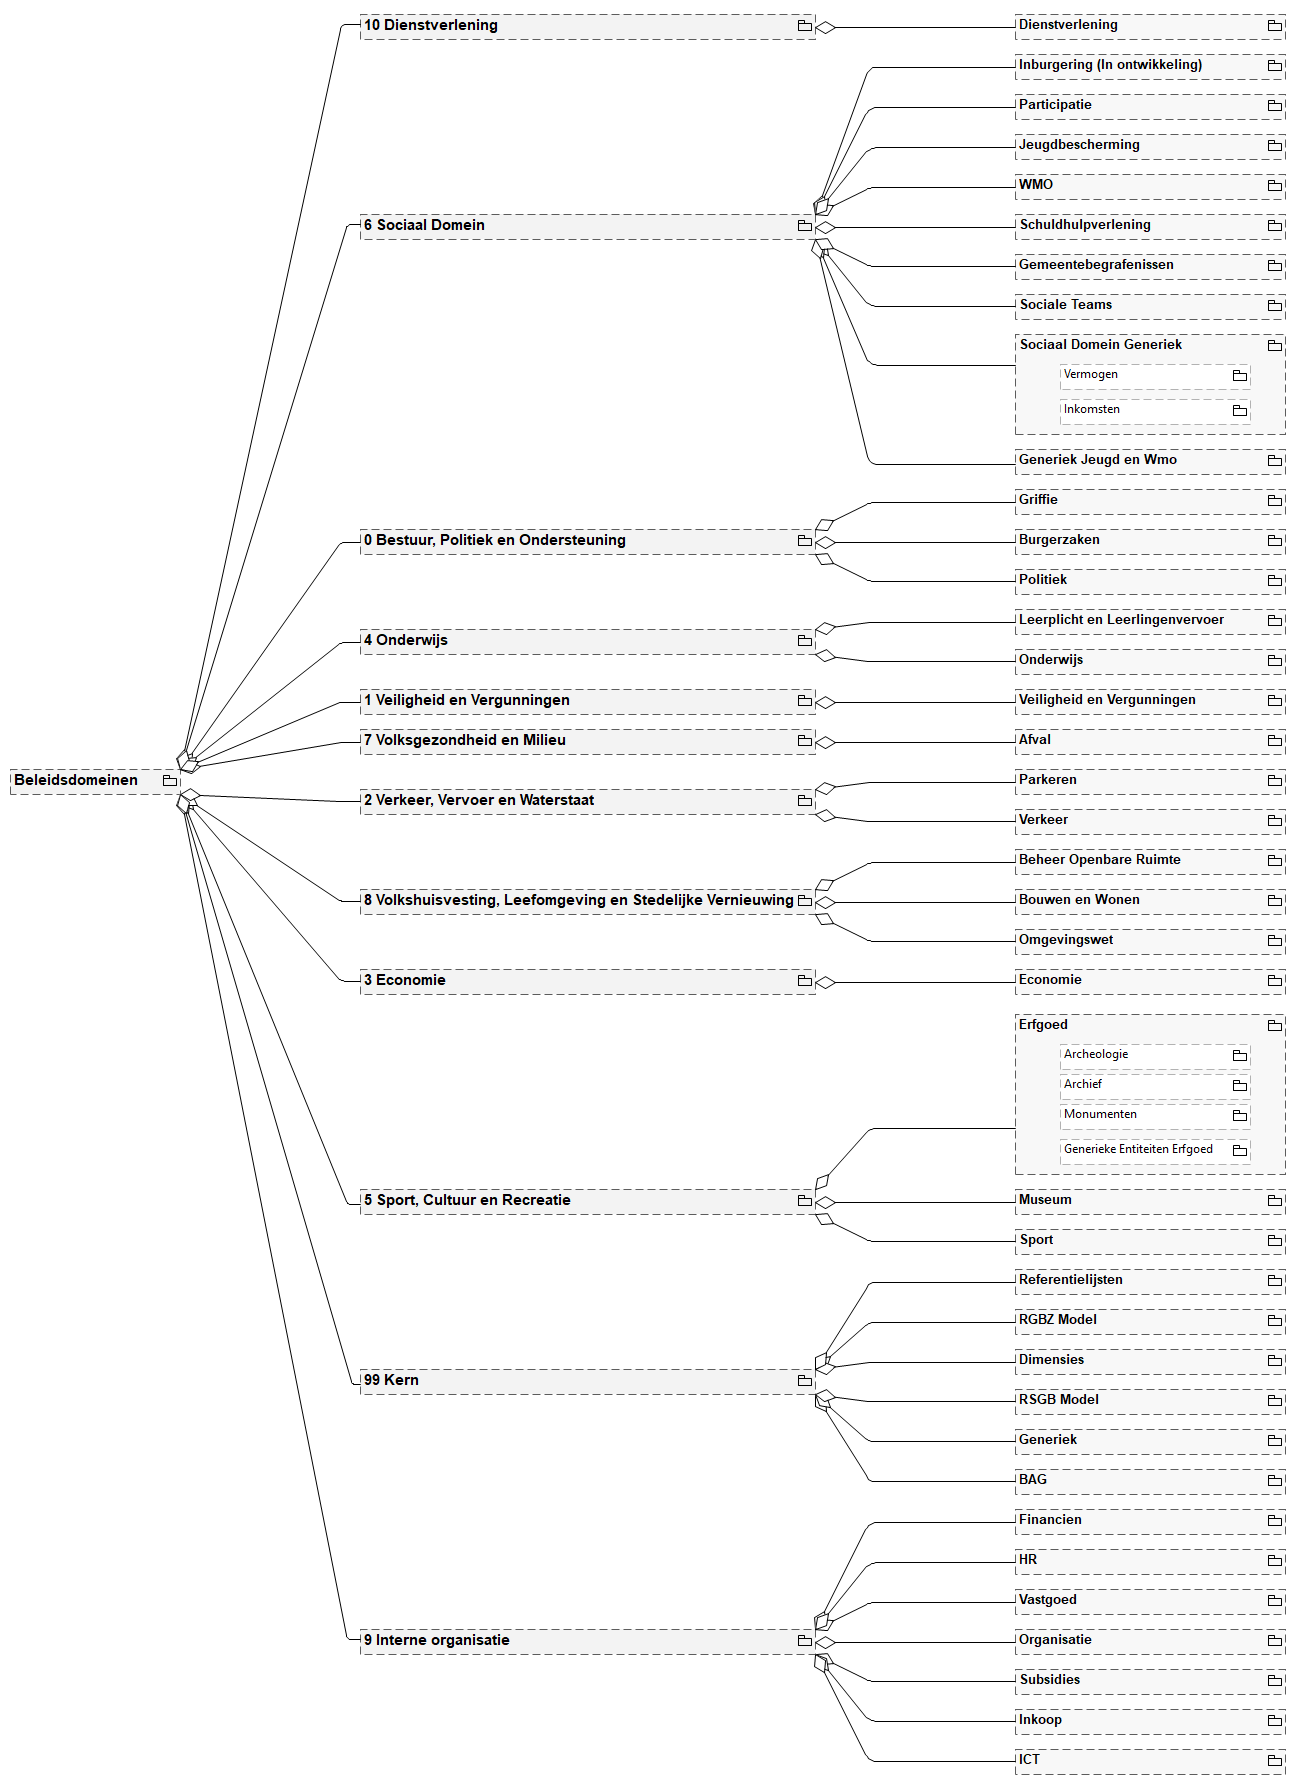 Beleidsdomeinen
10 Dienstverlening
Dienstverlening
6 Sociaal Domein
Inburgering (In ontwikkeling)
Participatie
Jeugdbescherming
WMO
Schuldhulpverlening
Gemeentebegrafenissen
Sociale Teams
Sociaal Domein Generiek
Vermogen
Inkomsten
Generiek Jeugd en Wmo
0 Bestuur, Politiek en Ondersteuning
Griffie
Burgerzaken
Politiek
4 Onderwijs
Leerplicht en Leerlingenvervoer
Onderwijs
1 Veiligheid en Vergunningen
Veiligheid en Vergunningen
7 Volksgezondheid en Milieu
Afval
2 Verkeer, Vervoer en Waterstaat
Parkeren
Verkeer
8 Volkshuisvesting, Leefomgeving en Stedelijke Vernieuwing
Beheer Openbare Ruimte
Bouwen en Wonen
Omgevingswet
3 Economie
Economie
5 Sport, Cultuur en Recreatie
Erfgoed
Archeologie
Archief
Monumenten
Generieke Entiteiten Erfgoed
Museum
Sport
99 Kern
Referentielijsten
RGBZ Model
Dimensies
RSGB Model
Generiek
BAG
9 Interne organisatie
Financien
HR
Vastgoed
Organisatie
Subsidies
Inkoop
ICT